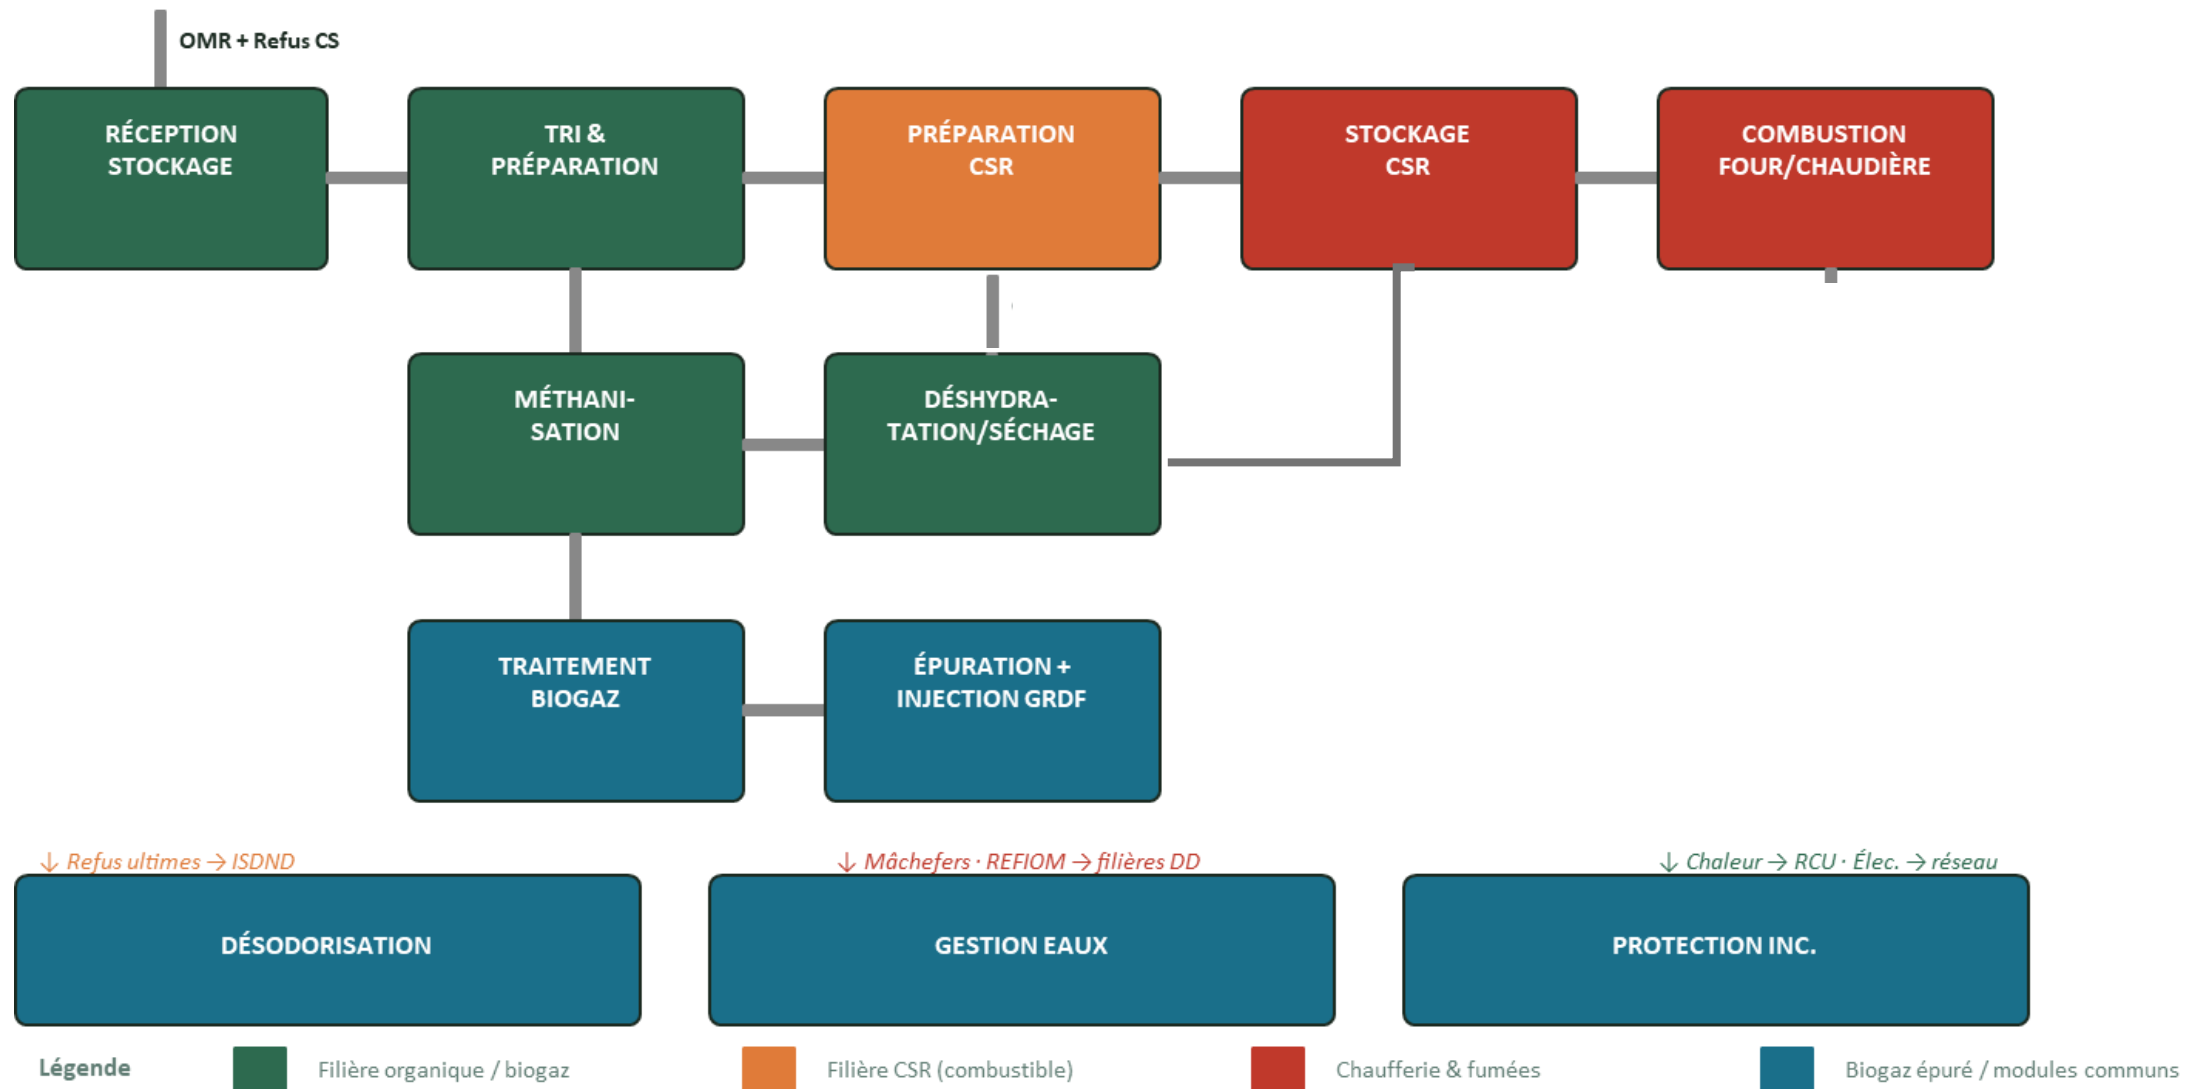 OMR + Refus CS
RÉCEPTION
STOCKAGE
TRI &
PRÉPARATION
PRÉPARATION
CSR
STOCKAGE
CSR
COMBUSTION
FOUR/CHAUDIÈRE
MÉTHANI-
SATION
DÉSHYDRA-
TATION/SÉCHAGE
TRAITEMENT
BIOGAZ
ÉPURATION +
INJECTION GRDF
↓ Refus ultimes → ISDND
↓ Mâchefers · REFIOM → filières DD
↓ Chaleur → RCU · Élec. → réseau
DÉSODORISATION
GESTION EAUX
PROTECTION INC.
Légende
Filière organique / biogaz
Filière CSR (combustible)
Chaufferie & fumées
Biogaz épuré / modules communs